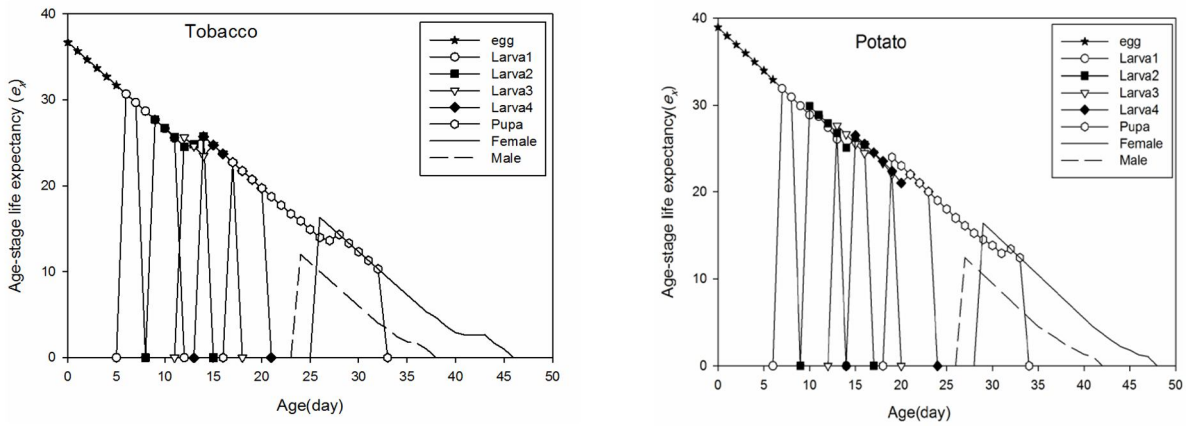 Tobacco
egg
Larva1
Larva2
Larva3
Larva4
Pupa
Female
Male
Age-stage life expectancy (ex)
40
30
20
10
0
0 5 10 15 20 25 30 35 40 45 50
Age(day)
Potato
egg
Larva1
Larva2
Larva3
Larva4
Pupa
Female
Male
Age-stage life expectancy(ex)
40
30
20
10
0
0 5 10 15 20 25 30 35 40 45 50
Age(day)